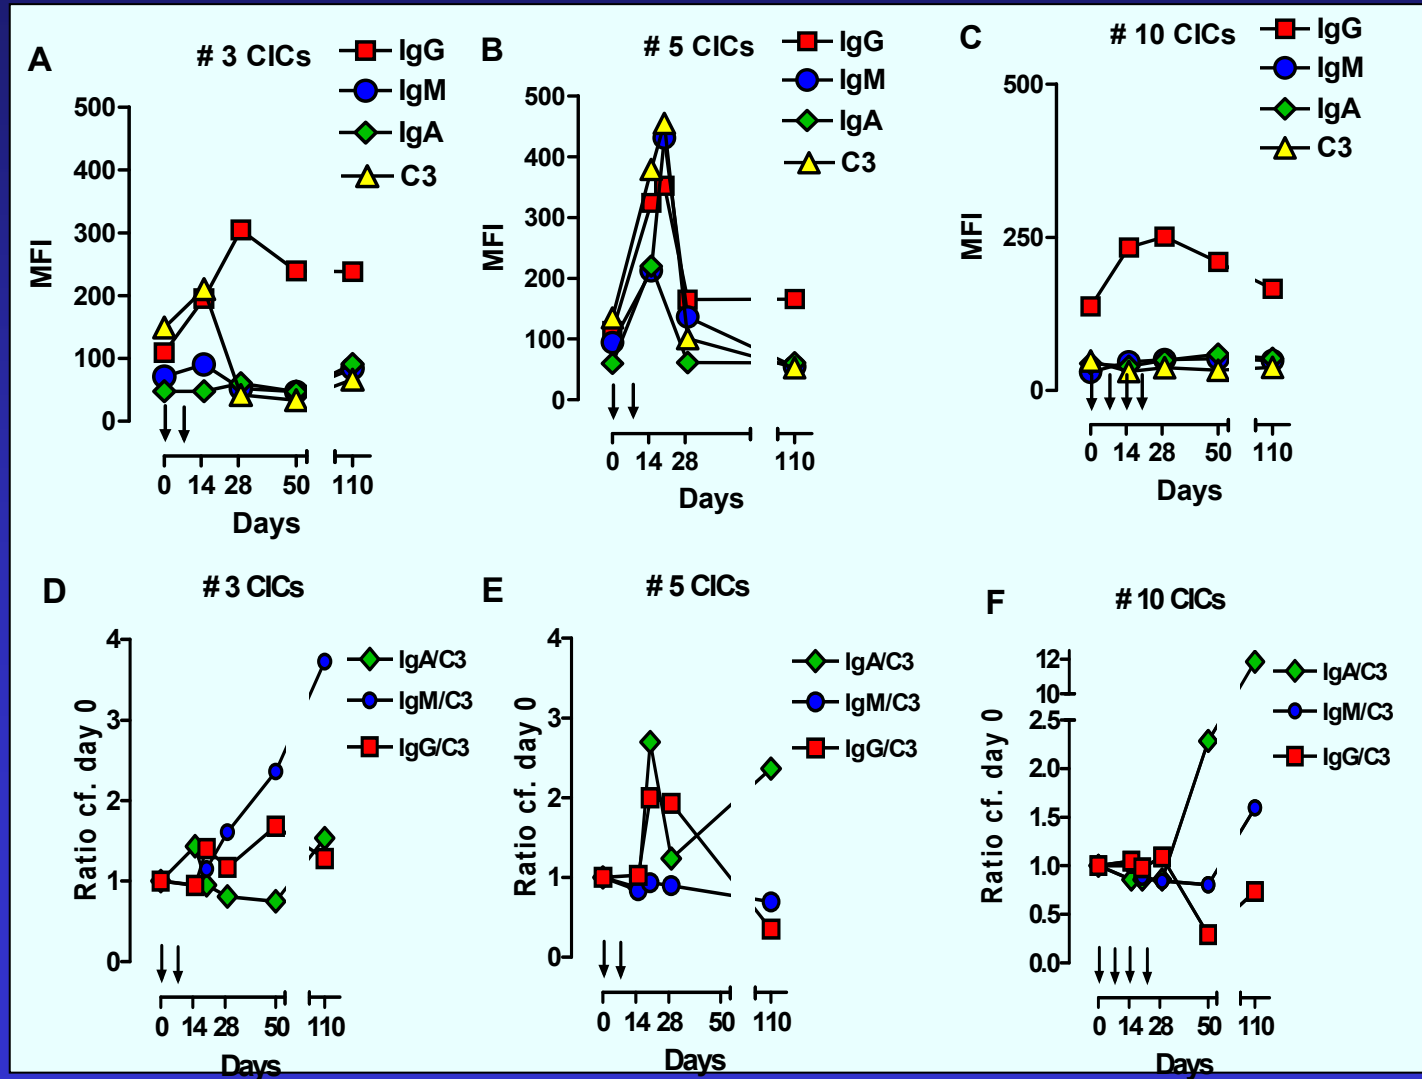 A
# 3 CICs
IgG
IgM
IgA
C3
MFI
500
400
300
200
100
0
0 14 28 50 110
Days
B
# 5 CICs
IgG
IgM
IgA
C3
MFI
500
400
300
200
100
0
0 14 28 110
Days
C
# 10 CICs
IgG
IgM
IgA
C3
MFI
500
250
0
0 14 28 50 110
Days
D
# 3 CICs
IgA/C3
IgM/C3
IgG/C3
Ratio cf. day 0
4
3
2
1
0
0 14 28 50 110
Days
E
# 5 CICs
IgA/C3
IgM/C3
IgG/C3
Ratio cf. day 0
4
3
2
1
0
0 14 28 50 110
Days
F
# 10 CICs
IgA/C3
IgM/C3
IgG/C3
Ratio cf. day 0
12
10
2.5
2.0
1.5
1.0
0.5
0.0
0 14 28 50 110
Days